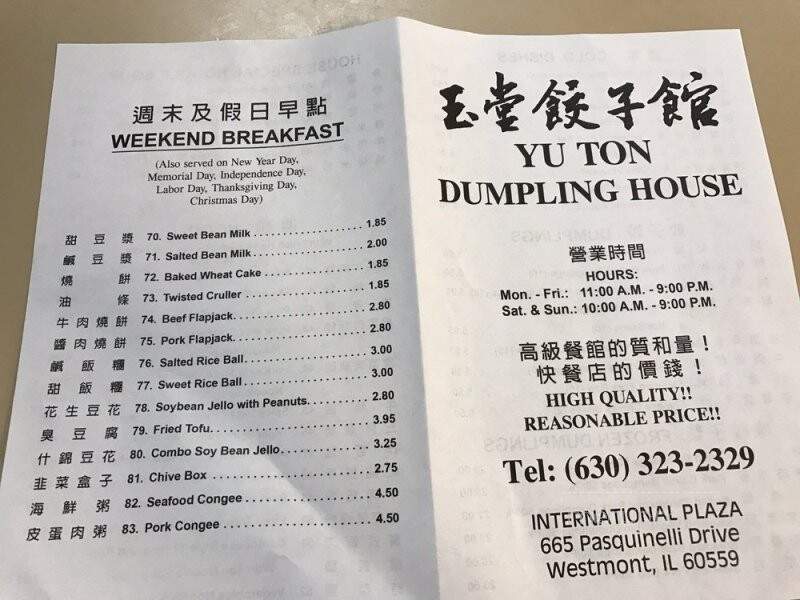 週末及假日早點
WEEKEND BREAKFAST
(Also served on New Year Day,
Memorial Day, Independence Day,
Labor Day, Thanksgiving Day,
Christmas Day)
甜豆漿 70. Sweet Bean Milk 1.85
鹹豆漿 71. Salted Bean Milk 2.00
燒餅 72. Baked Wheat Cake 1.85
油條 73. Twisted Cruller 1.85
牛肉燒餅 74. Beef Flapjack 2.80
醬肉燒餅 75. Pork Flapjack 2.80
鹹飯糰 76. Salted Rice Ball 3.00
甜飯糰 77. Sweet Rice Ball 3.00
花生豆花 78. Soybean Jello with Peanuts 2.80
臭豆腐 79. Fried Tofu 3.95
什錦豆花 80. Combo Soy Bean Jello 3.25
韭菜盒子 81. Chive Box 2.75
海鮮粥 82. Seafood Congee 4.50
皮蛋肉粥 83. Pork Congee 4.50
玉堂餃子館
YU TON
DUMPLING HOUSE
營業時間
HOURS:
Mon. - Fri.: 11:00 A.M. - 9:00 P.M.
Sat. & Sun.: 10:00 A.M. - 9:00 P.M.
高級餐館的質和量！
快餐店的價錢！
HIGH QUALITY!!
REASONABLE PRICE!!
Tel: (630) 323-2329
INTERNATIONAL PLAZA
665 Pasquinelli Drive
Westmont, IL 60559